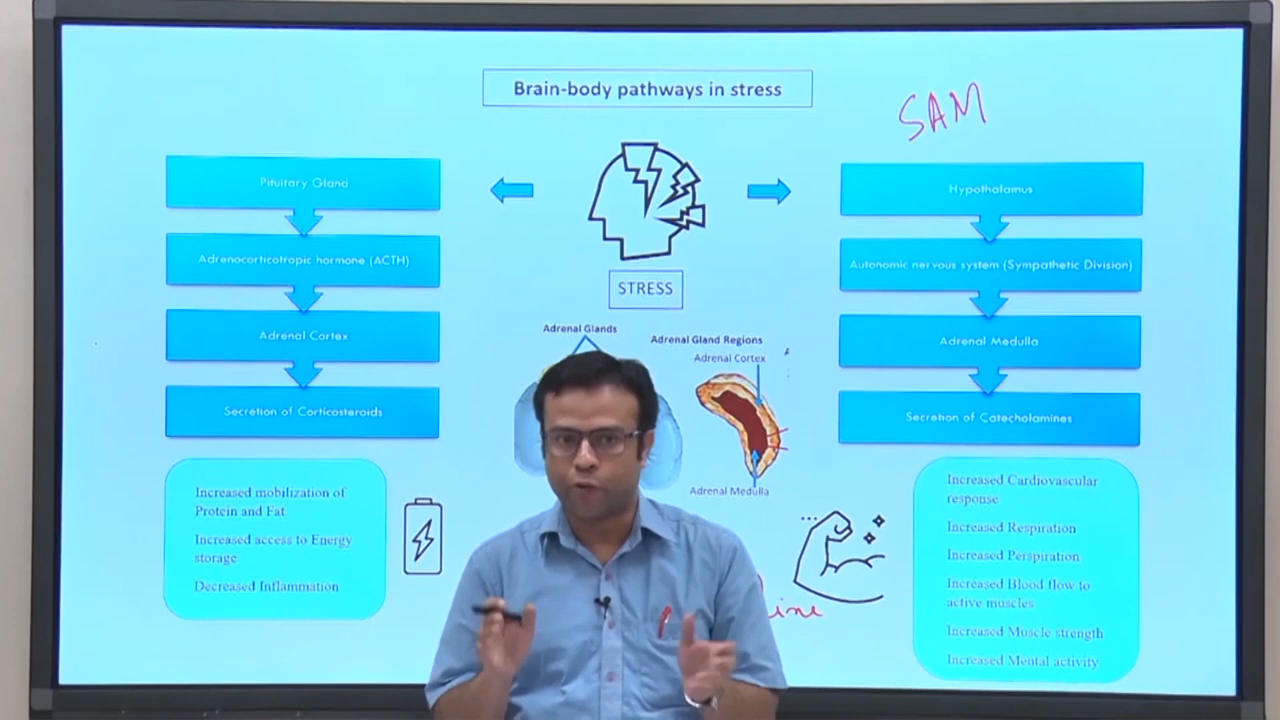 Brain-body pathways in stress
SAM
Pituitary Gland
Adrenocorticotropic hormone (ACTH)
Adrenal Cortex
Secretion of Corticosteroids
Increased mobilization of
Protein and Fat
Increased access to Energy
storage
Decreased Inflammation
STRESS
Adrenal Glands
Adrenal Gland Regions
Adrenal Cortex
Adrenal Medulla
Hypothalamus
Autonomic nervous system (Sympathetic Division)
Adrenal Medulla
Secretion of Catecholamines
Increased Cardiovascular
response
Increased Respiration
Increased Perspiration
Increased Blood flow to
active muscles
Increased Muscle strength
Increased Mental activity